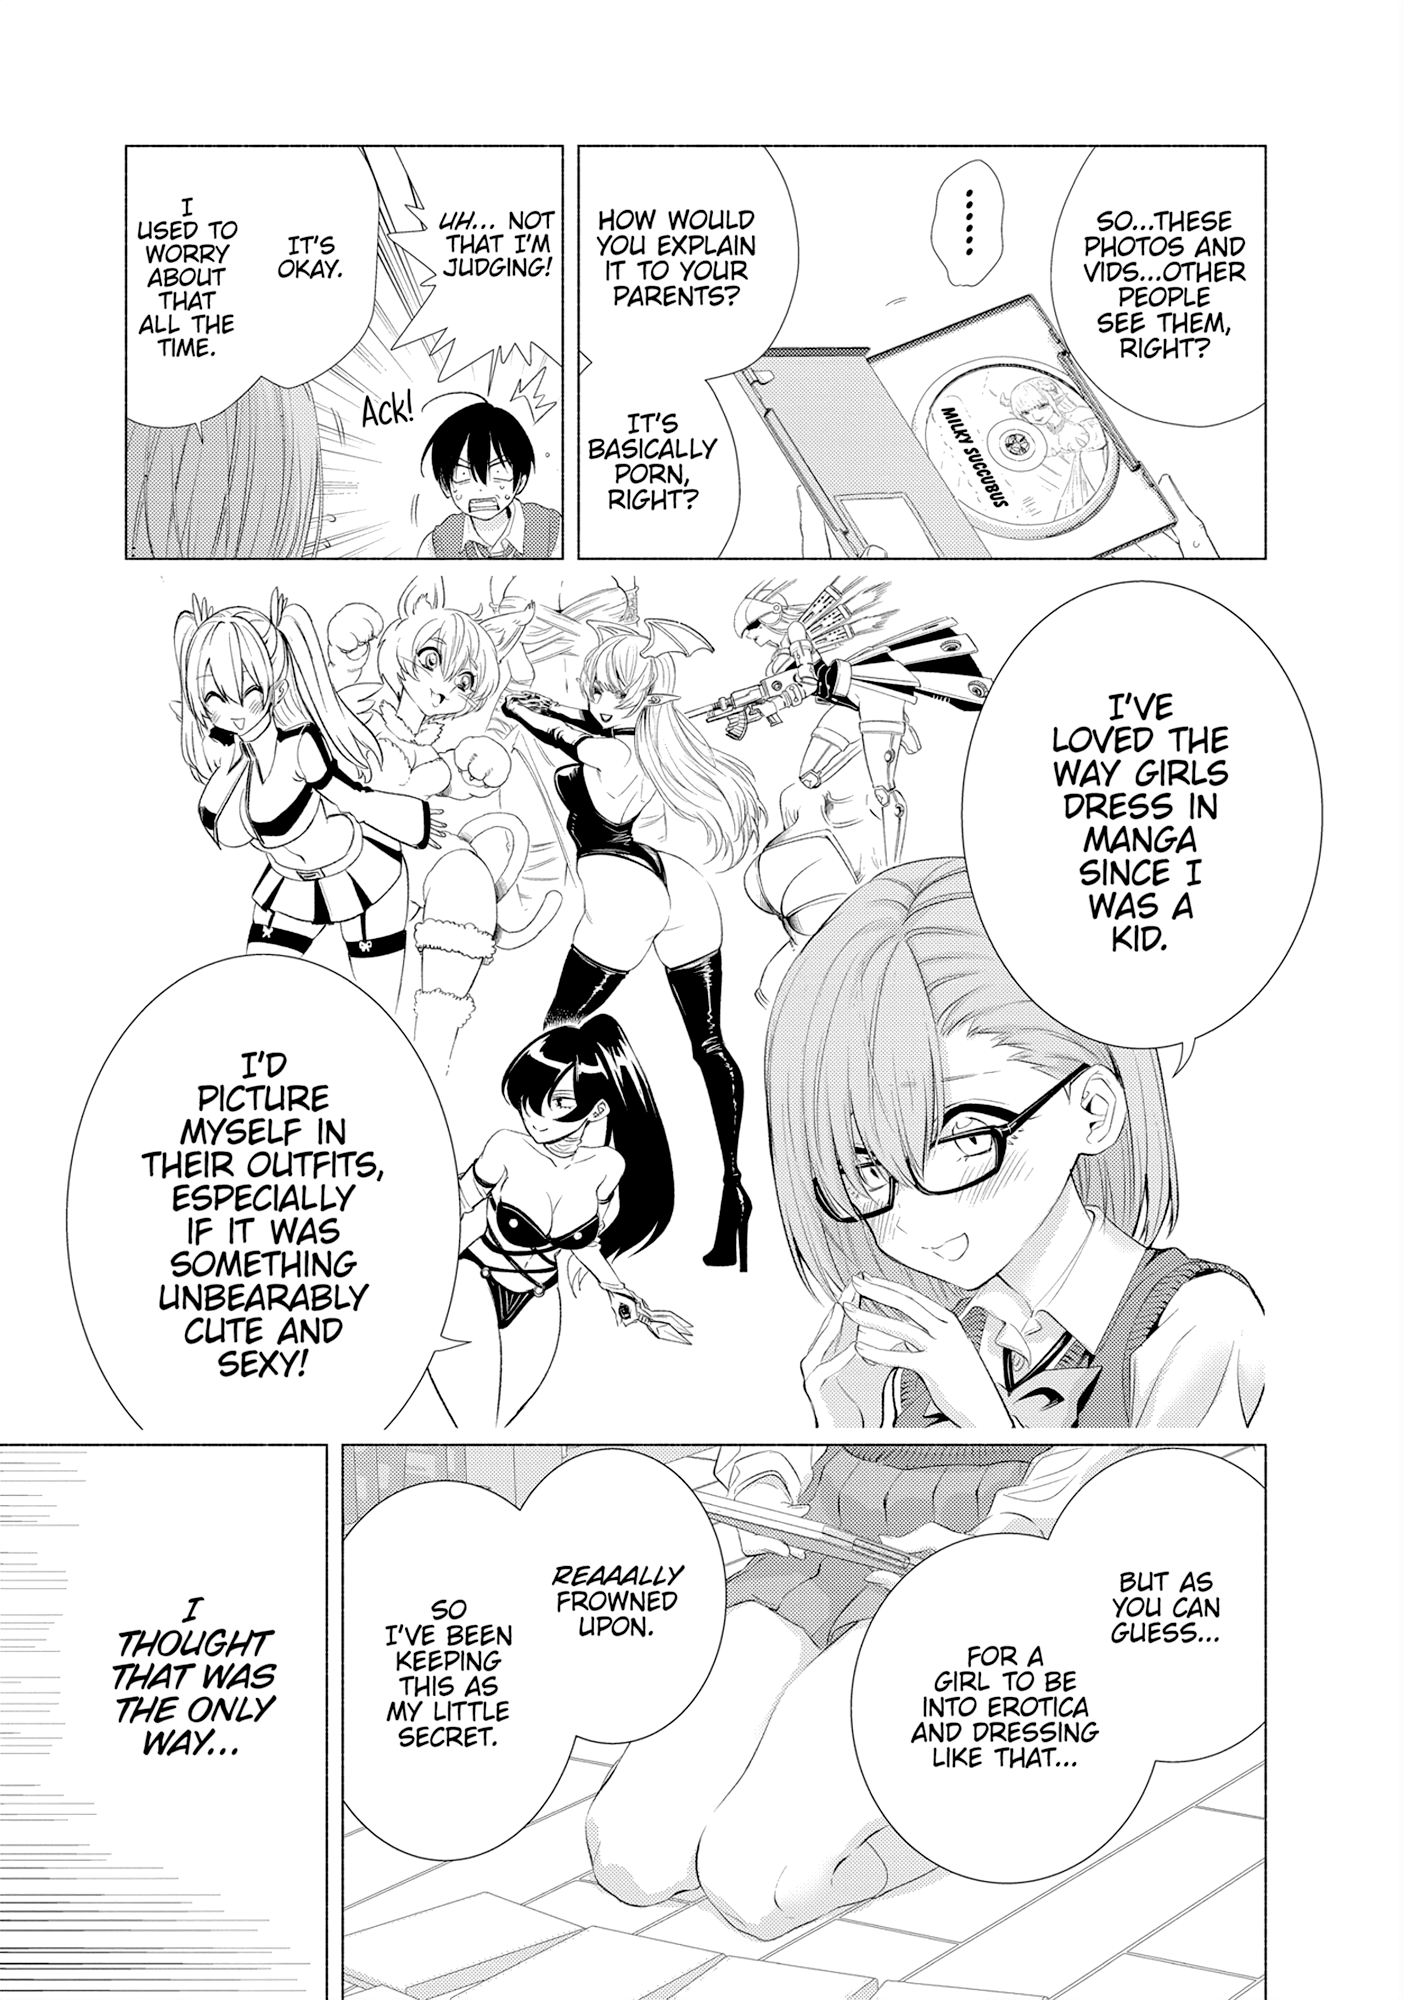 SO...THESE
PHOTOS AND
VIDS...OTHER
PEOPLE
SEE THEM,
RIGHT?
......
HOW WOULD
YOU EXPLAIN
IT TO YOUR
PARENTS?
IT'S
BASICALLY
PORN,
RIGHT?
MILKY SUCCUBUS
UH... NOT
THAT I'M
JUDGING!
Ack!
IT'S
OKAY.
I
USED TO
WORRY
ABOUT
THAT
ALL THE
TIME.
I'VE
LOVED THE
WAY GIRLS
DRESS IN
MANGA
SINCE I
WAS A
KID.
I'D
PICTURE
MYSELF IN
THEIR OUTFITS,
ESPECIALLY
IF IT WAS
SOMETHING
UNBEARABLY
CUTE AND
SEXY!
BUT AS
YOU CAN
GUESS...
FOR A
GIRL TO BE
INTO EROTICA
AND DRESSING
LIKE THAT...
REAAALLY
FROWNED
UPON.
SO
I'VE BEEN
KEEPING
THIS AS
MY LITTLE
SECRET.
I
THOUGHT
THAT WAS
THE ONLY
WAY...